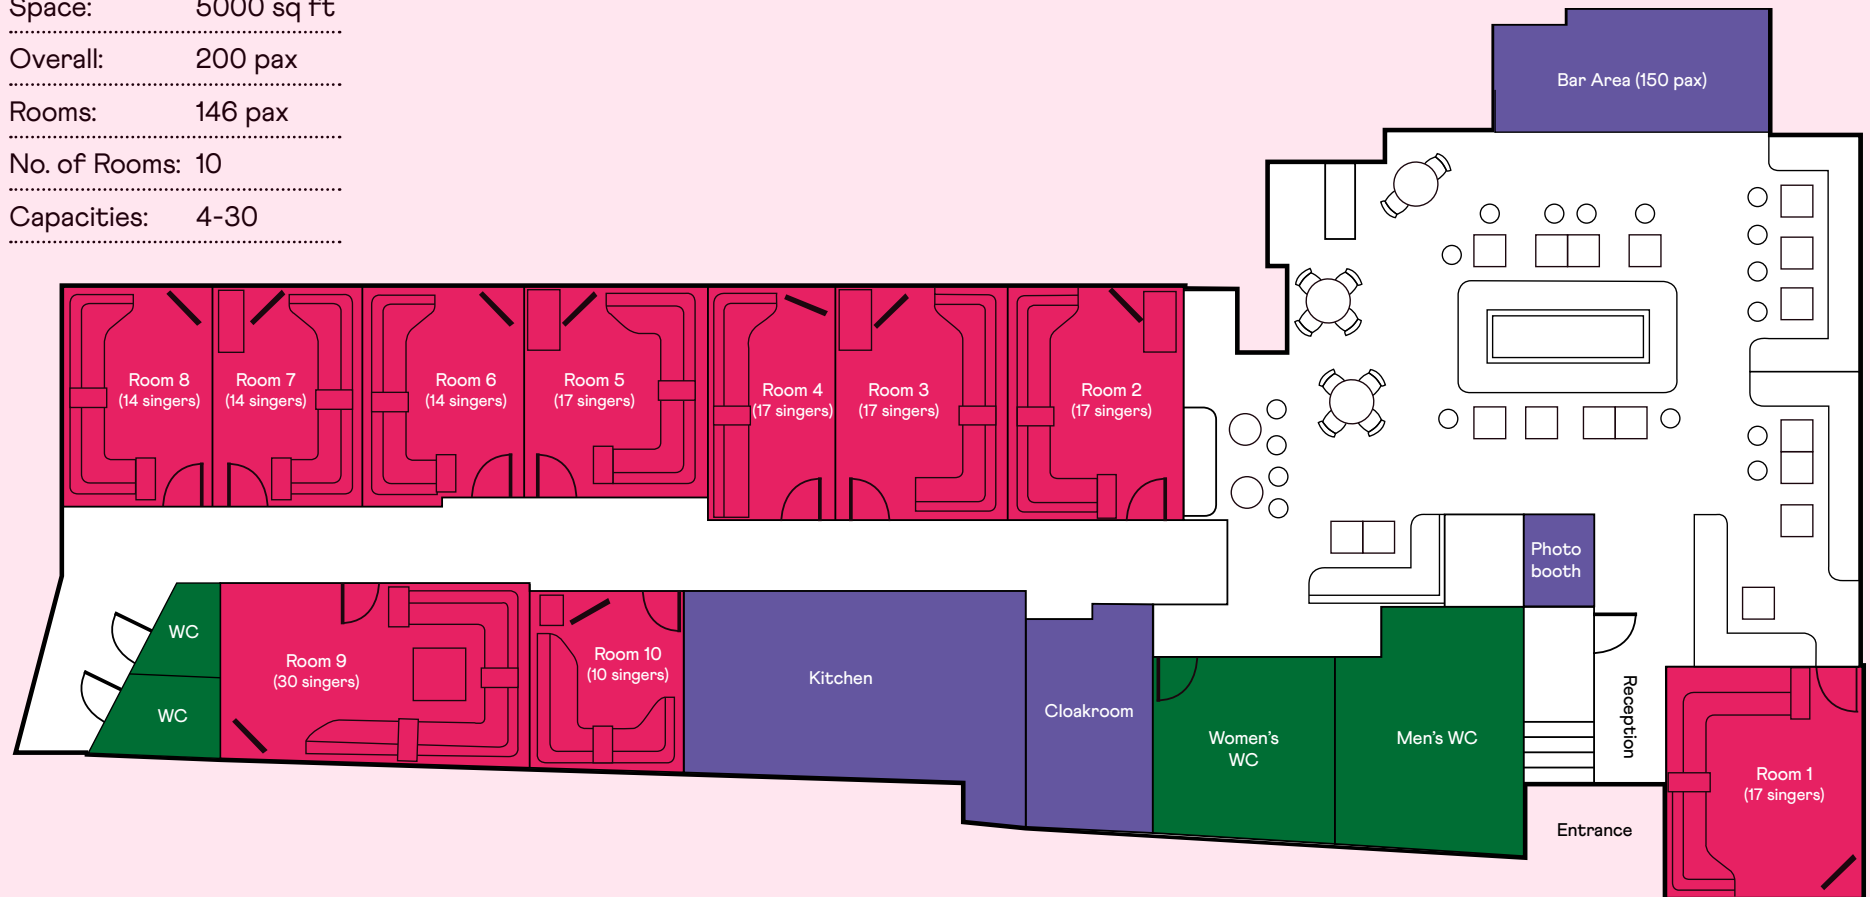 Space: 5000 sq ft
Overall: 200 pax
Rooms: 146 pax
No. of Rooms: 10
Capacities: 4-30
Bar Area (150 pax)
Room 8
(14 singers)
Room 7
(14 singers)
Room 6
(14 singers)
Room 5
(17 singers)
Room 4
(17 singers)
Room 3
(17 singers)
Room 2
(17 singers)
Photo
booth
WC
WC
Room 9
(30 singers)
Room 10
(10 singers)
Kitchen
Cloakroom
Women's
WC
Men's WC
Reception
Entrance
Room 1
(17 singers)